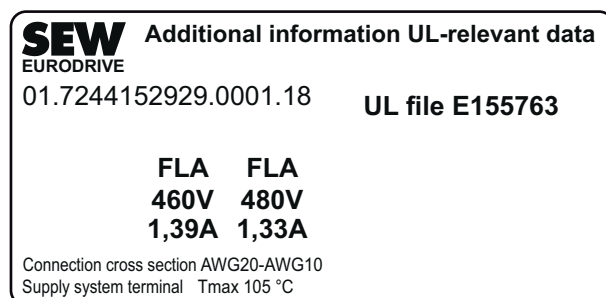 SEW Additional information UL-relevant data
EURODRIVE
01.7244152929.0001.18 UL file E155763
FLA FLA
460V 480V
1,39A 1,33A
Connection cross section AWG20-AWG10
Supply system terminal Tmax 105 °C